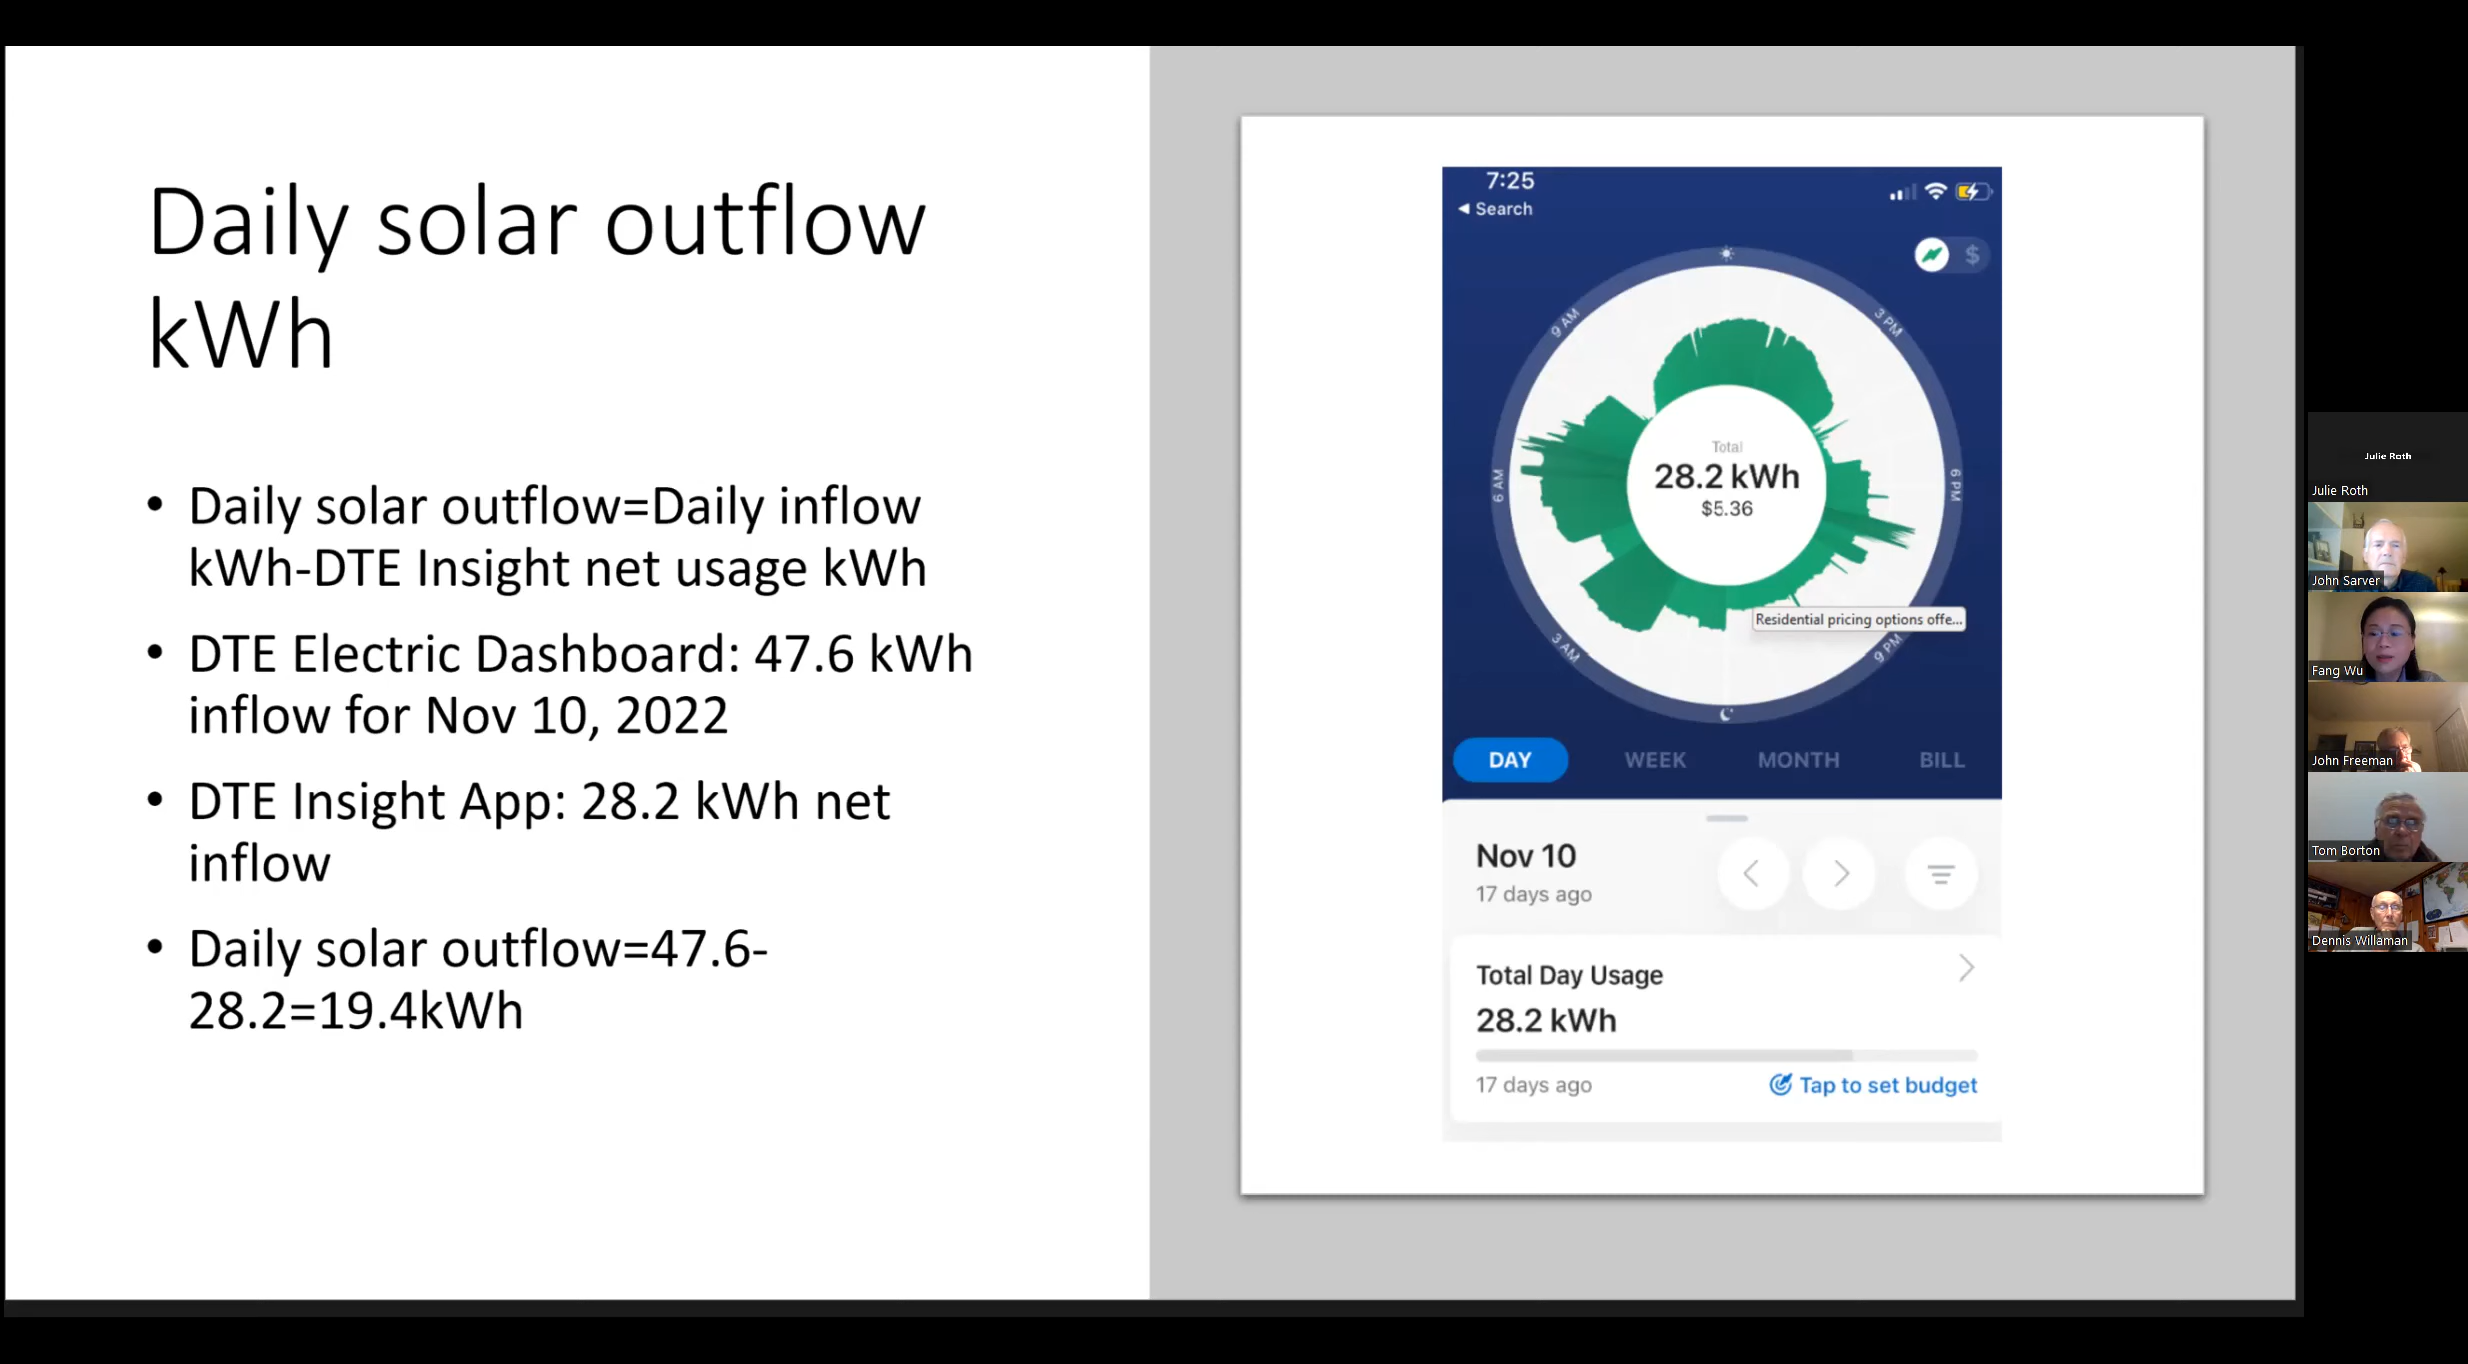 Daily solar outflow
kWh
• Daily solar outflow=Daily inflow
kWh-DTE Insight net usage kWh
• DTE Electric Dashboard: 47.6 kWh
inflow for Nov 10, 2022
• DTE Insight App: 28.2 kWh net
inflow
• Daily solar outflow=47.6-
28.2=19.4kWh
7:25
◀ Search
$
9 AM
3 PM
6 AM
6 PM
3 AM
9 PM
Total
28.2 kWh
$5.36
Residential pricing options offe...
DAY
WEEK
MONTH
BILL
Nov 10
17 days ago
Total Day Usage
28.2 kWh
17 days ago
Tap to set budget
Julie Roth
Julie Roth
John Sarver
Fang Wu
John Freeman
Tom Borton
Dennis Willaman